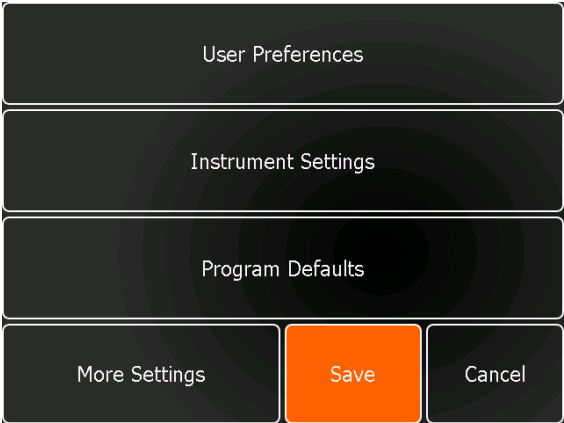 User Preferences
Instrument Settings
Program Defaults
More Settings
Save
Cancel